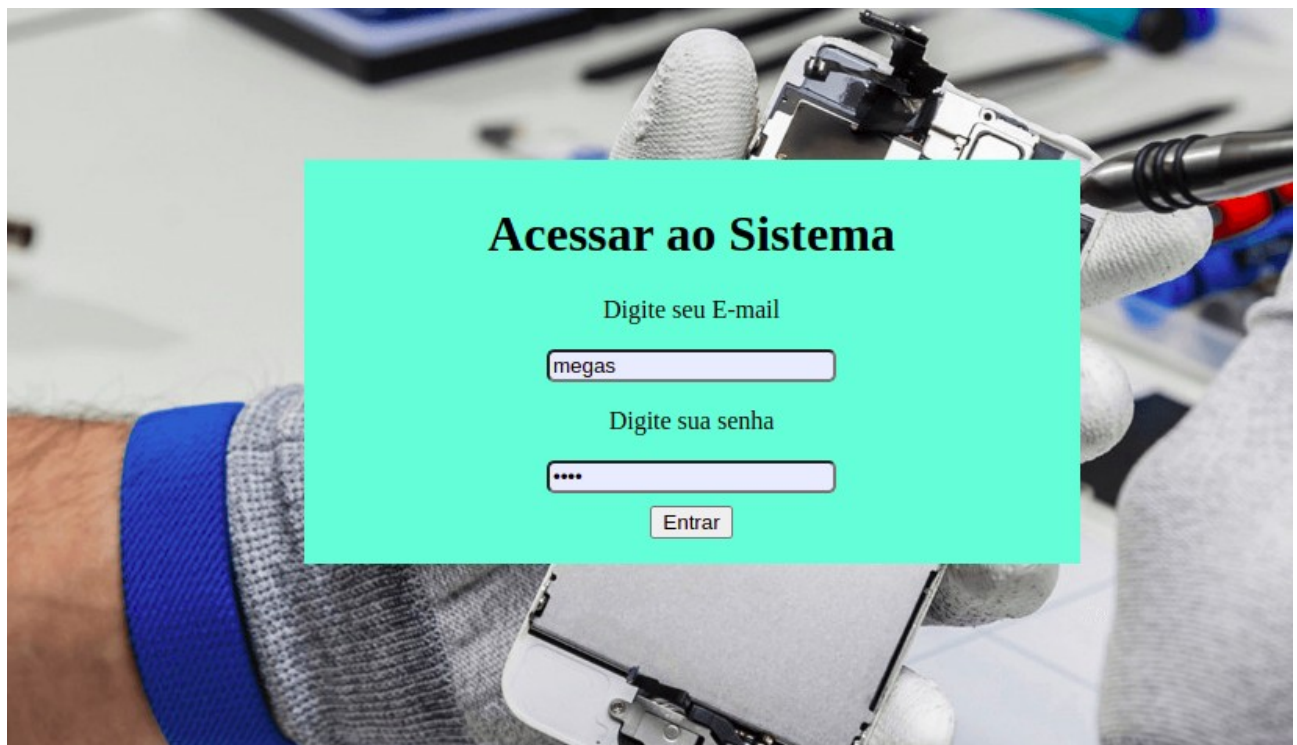 Acessar ao Sistema
Digite seu E-mail
megas
Digite sua senha
••••
Entrar